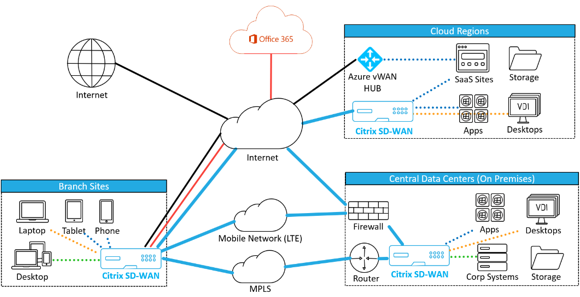 Office 365
Cloud Regions
Internet
Azure vWAN
HUB
SaaS Sites
Storage
Citrix SD-WAN
Apps
VDI
Desktops
Internet
Branch Sites
Laptop
Tablet
Phone
Desktop
Citrix SD-WAN
Mobile Network (LTE)
MPLS
Central Data Centers (On Premises)
Firewall
Apps
VDI
Desktops
Router
Citrix SD-WAN
Corp Systems
Storage